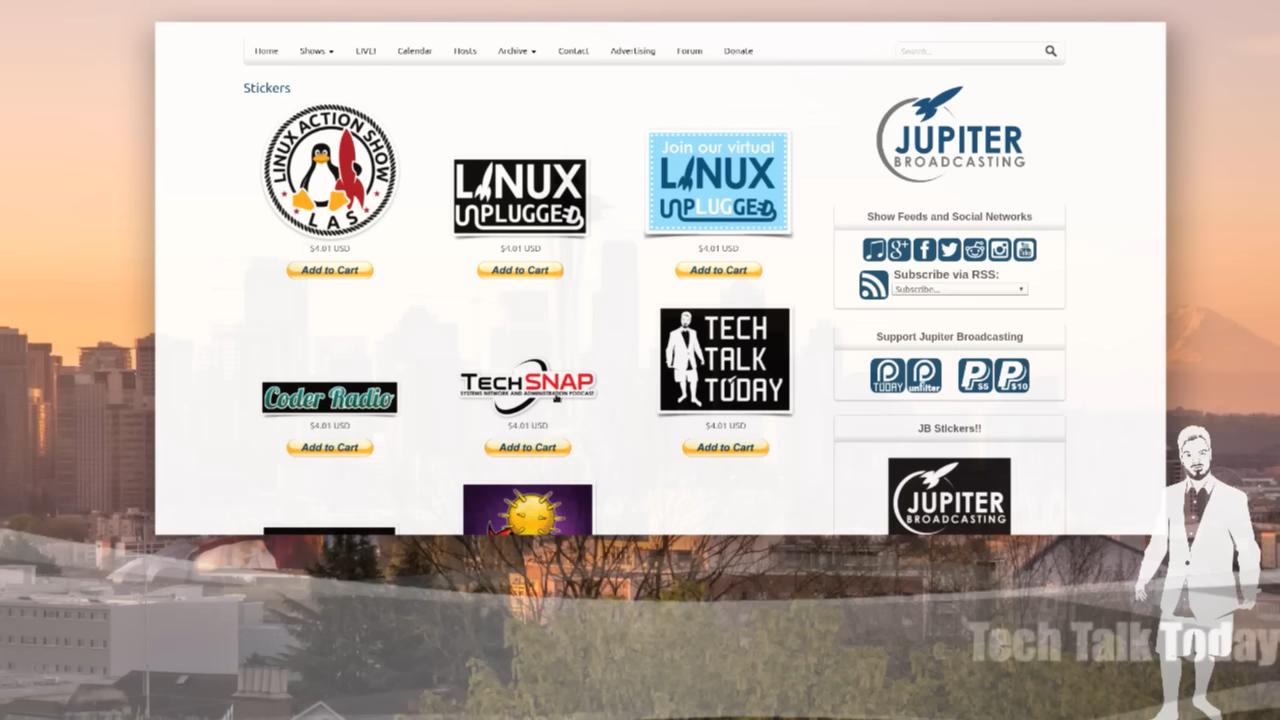 Home Shows LIVE! Calendar Hosts Archive Contact Advertising Forum Donate Search...
Stickers
LINUX ACTION SHOW
LAS
LINUX
UNPLUGGED
Join our virtual
LINUX
UNPLUGGED
$4.01 USD
$4.01 USD
$4.01 USD
Add to Cart
Add to Cart
Add to Cart
Coder Radio
TECHSNAP
SYSTEMS NETWORK AND ADMINISTRATION PODCAST
TECH
TALK
TODAY
$4.01 USD
$4.01 USD
$4.01 USD
Add to Cart
Add to Cart
Add to Cart
JUPITER
BROADCASTING
Show Feeds and Social Networks
Subscribe via RSS:
Subscribe...
Support Jupiter Broadcasting
TODAY
unfilter
$5
$10
JB Stickers!!
JUPITER
BROADCASTING
Tech Talk Today